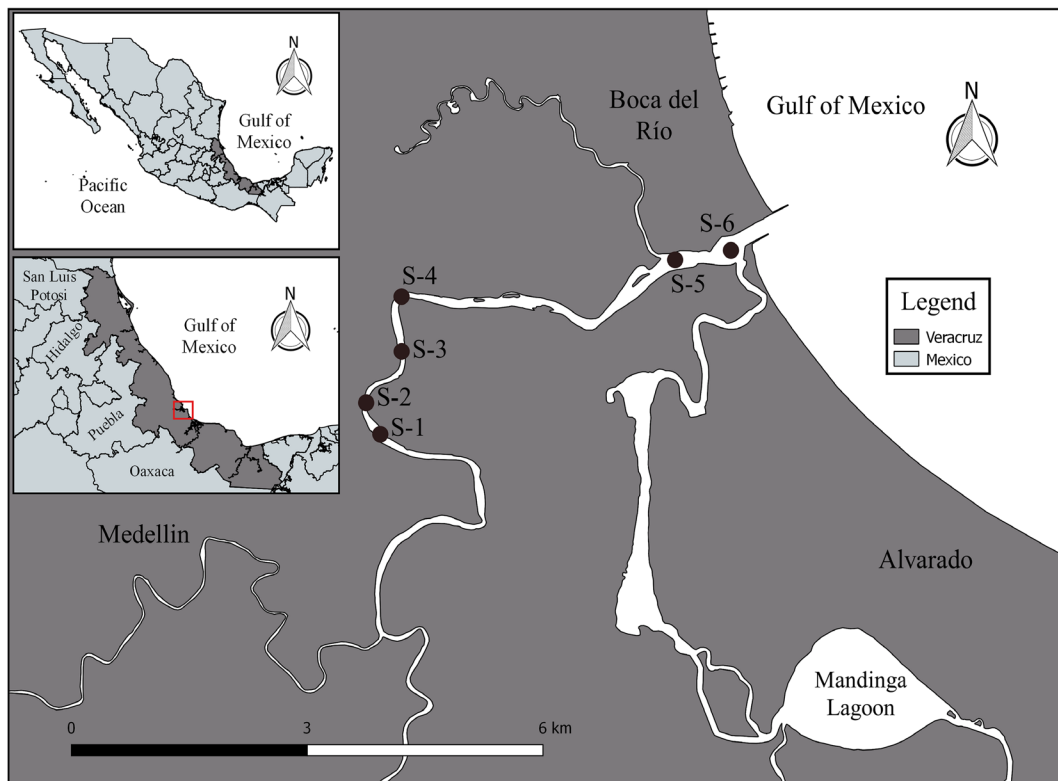 N
Gulf of
Mexico
Pacific
Ocean
San Luis
Potosi
Hidalgo
Puebla
Oaxaca
Gulf of
Mexico
N
Boca del
Río
Gulf of Mexico
N
S-6
S-5
S-4
S-3
S-2
S-1
Legend
Veracruz
Mexico
Medellin
Alvarado
Mandinga
Lagoon
0
3
6 km